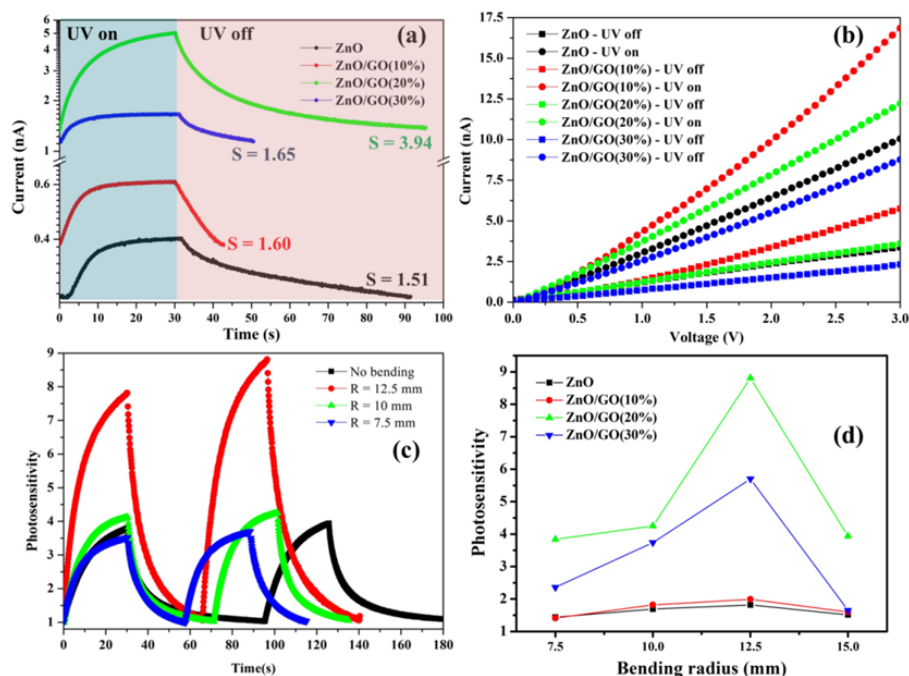 UV on UV off (a)
ZnO
ZnO/GO(10%)
ZnO/GO(20%)
ZnO/GO(30%)
S = 1.65
S = 3.94
S = 1.60
S = 1.51
Current (nA)
6
5
4
3
2
1
0.6
0.4
0 10 20 30 40 50 60 70 80 90 100
Time (s)
(b)
ZnO - UV off
ZnO - UV on
ZnO/GO(10%) - UV off
ZnO/GO(10%) - UV on
ZnO/GO(20%) - UV off
ZnO/GO(20%) - UV on
ZnO/GO(30%) - UV off
ZnO/GO(30%) - UV off
Current (nA)
17.5
15.0
12.5
10.0
7.5
5.0
2.5
0.0
0.0 0.5 1.0 1.5 2.0 2.5 3.0
Voltage (V)
No bending
R = 12.5 mm
R = 10 mm
R = 7.5 mm
(c)
Photosensitivity
9
8
7
6
5
4
3
2
1
0 20 40 60 80 100 120 140 160 180
Time(s)
ZnO
ZnO/GO(10%)
ZnO/GO(20%)
ZnO/GO(30%)
(d)
Photosensitivity
9
8
7
6
5
4
3
2
1
7.5 10.0 12.5 15.0
Bending radius (mm)